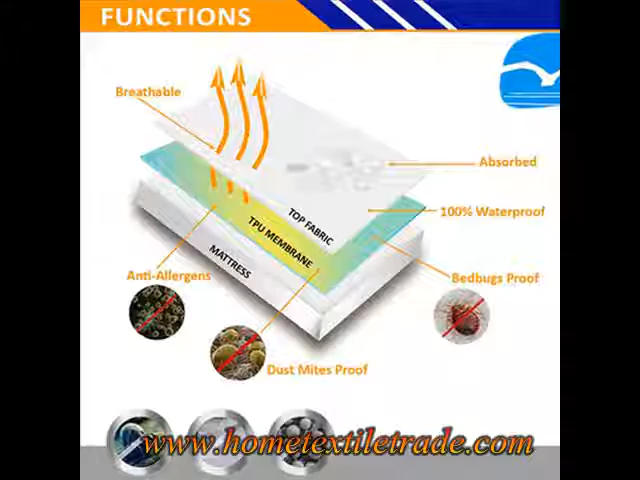 FUNCTIONS
Breathable
Absorbed
TOP FABRIC
100% Waterproof
TPU MEMBRANE
MATTRESS
Anti-Allergens
Bedbugs Proof
Dust Mites Proof
www.hometextiletrade.com